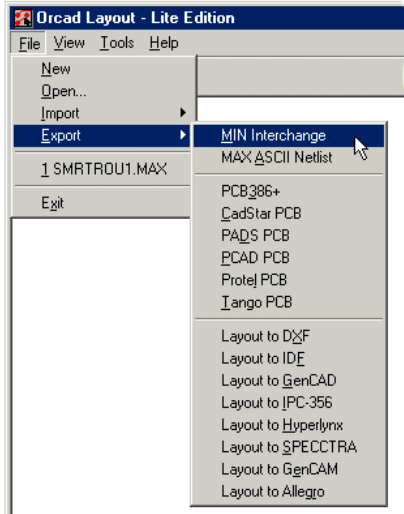 Orcad Layout - Lite Edition
File View Tools Help
New
Open...
Import
Export
1 SMRTROU1.MAX
Exit
MIN Interchange
MAX ASCII Netlist
PCB386+
CadStar PCB
PADS PCB
PCAD PCB
Protel PCB
Tango PCB
Layout to DXF
Layout to IDF
Layout to GenCAD
Layout to IPC-356
Layout to Hyperlynx
Layout to SPECCTRA
Layout to GenCAM
Layout to Allegro